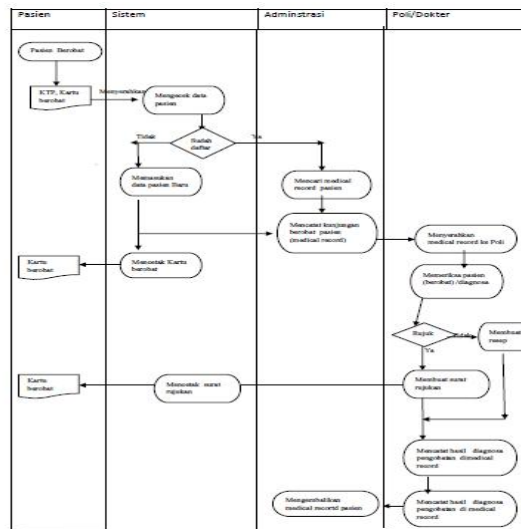 Pasien
Sistem
Adminstrasi
Poli/Dokter
Pasien Berobat
KTP, Kartu
berobat
Menyerahkan
Mengecek data
pasien
Sudah
daftar
Tidak
Ya
Memasukan
data pasien Baru
Mencari medical
record pasien
Mencatat kunjungan
berobat pasien
(medical record)
Menyerahkan
medical record ke Poli
Kartu
berobat
Mencetak Kartu
berobat
Memeriksa pasien
(berobat) /diagnosa
Rujuk
Tidak
Membuat
resep
Ya
Kartu
berobat
Mencetak surat
rujukan
Membuat surat
rujukan
Mencatat hasil diagnosa
pengobatan dimedical
record
Mengembalikan
medical record pasien
Mencatat hasil diagnosa
pengobatan di medical
record